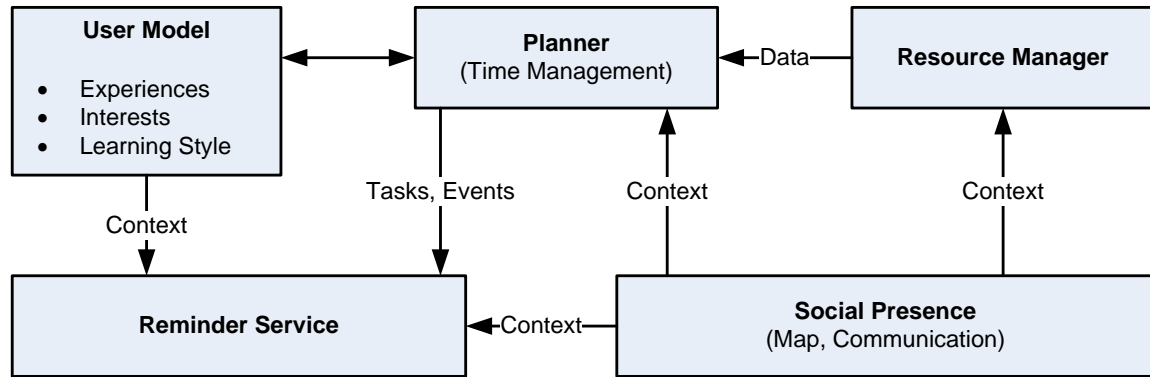 User Model
• Experiences
• Interests
• Learning Style
Planner
(Time Management)
Data
Resource Manager
Context
Tasks, Events
Context
Context
Reminder Service
Context
Social Presence
(Map, Communication)